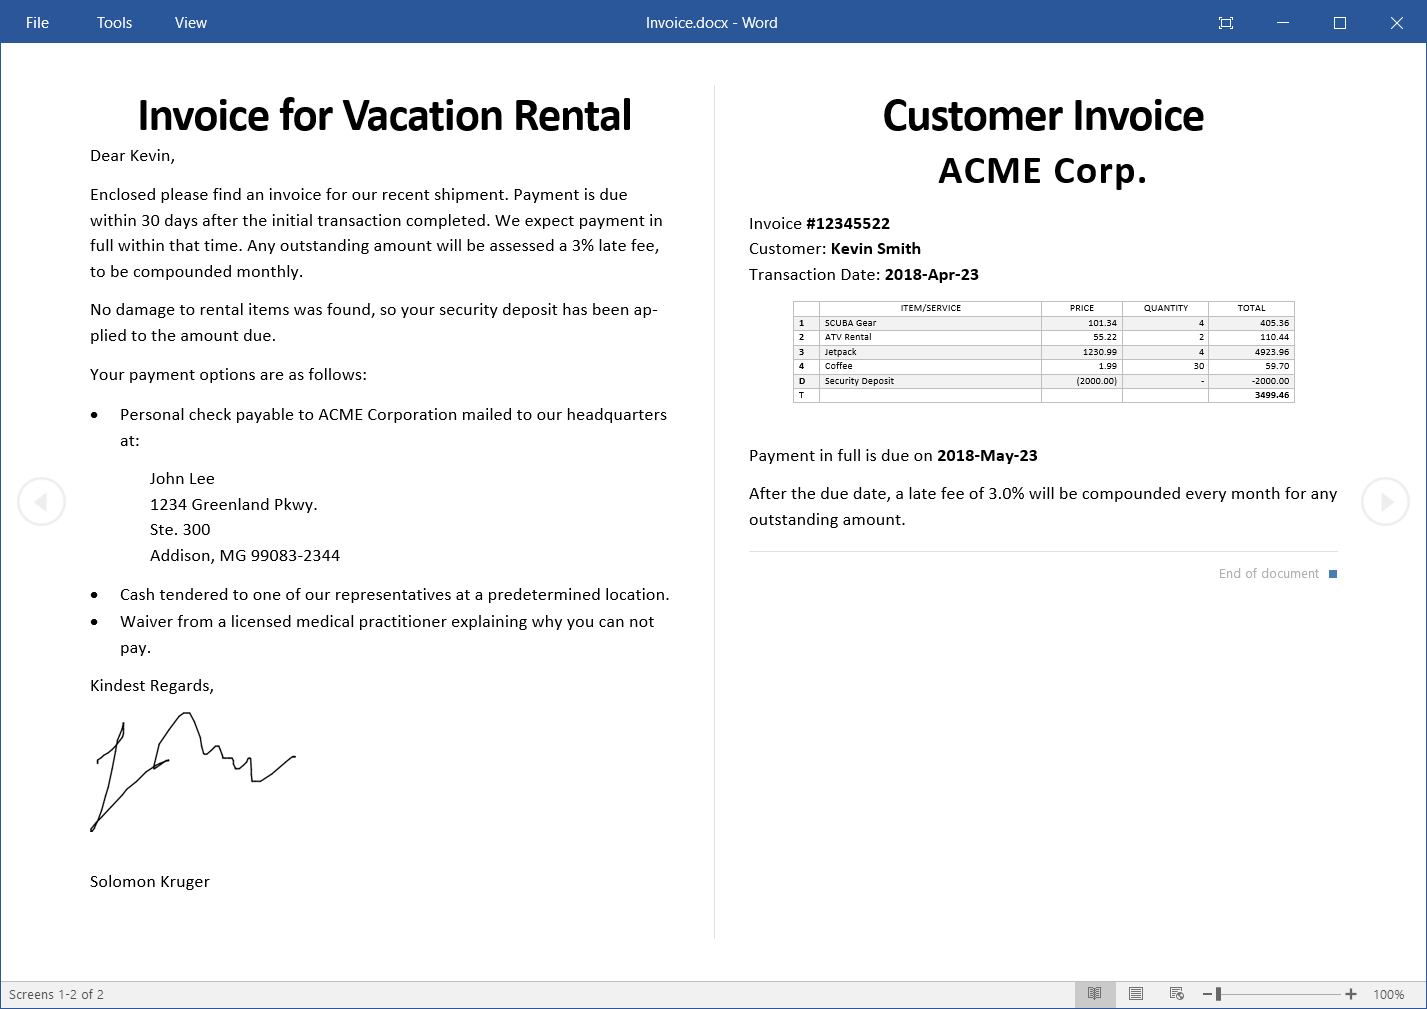 File Tools View Invoice.docx - Word
Invoice for Vacation Rental
Dear Kevin,
Enclosed please find an invoice for our recent shipment. Payment is due
within 30 days after the initial transaction completed. We expect payment in
full within that time. Any outstanding amount will be assessed a 3% late fee,
to be compounded monthly.
No damage to rental items was found, so your security deposit has been ap-
plied to the amount due.
Your payment options are as follows:
• Personal check payable to ACME Corporation mailed to our headquarters
at:
John Lee
1234 Greenland Pkwy.
Ste. 300
Addison, MG 99083-2344
• Cash tendered to one of our representatives at a predetermined location.
• Waiver from a licensed medical practitioner explaining why you can not
pay.
Kindest Regards,
Solomon Kruger
Customer Invoice
ACME Corp.
Invoice #12345522
Customer: Kevin Smith
Transaction Date: 2018-Apr-23
ITEM/SERVICE PRICE QUANTITY TOTAL
1 SCUBA Gear 101.34 4 405.36
2 ATV Rental 55.22 2 110.44
3 Jetpack 1230.99 4 4923.96
4 Coffee 1.99 30 59.70
D Security Deposit (2000.00) - -2000.00
T 3499.46
Payment in full is due on 2018-May-23
After the due date, a late fee of 3.0% will be compounded every month for any
outstanding amount.
End of document
Screens 1-2 of 2 100%